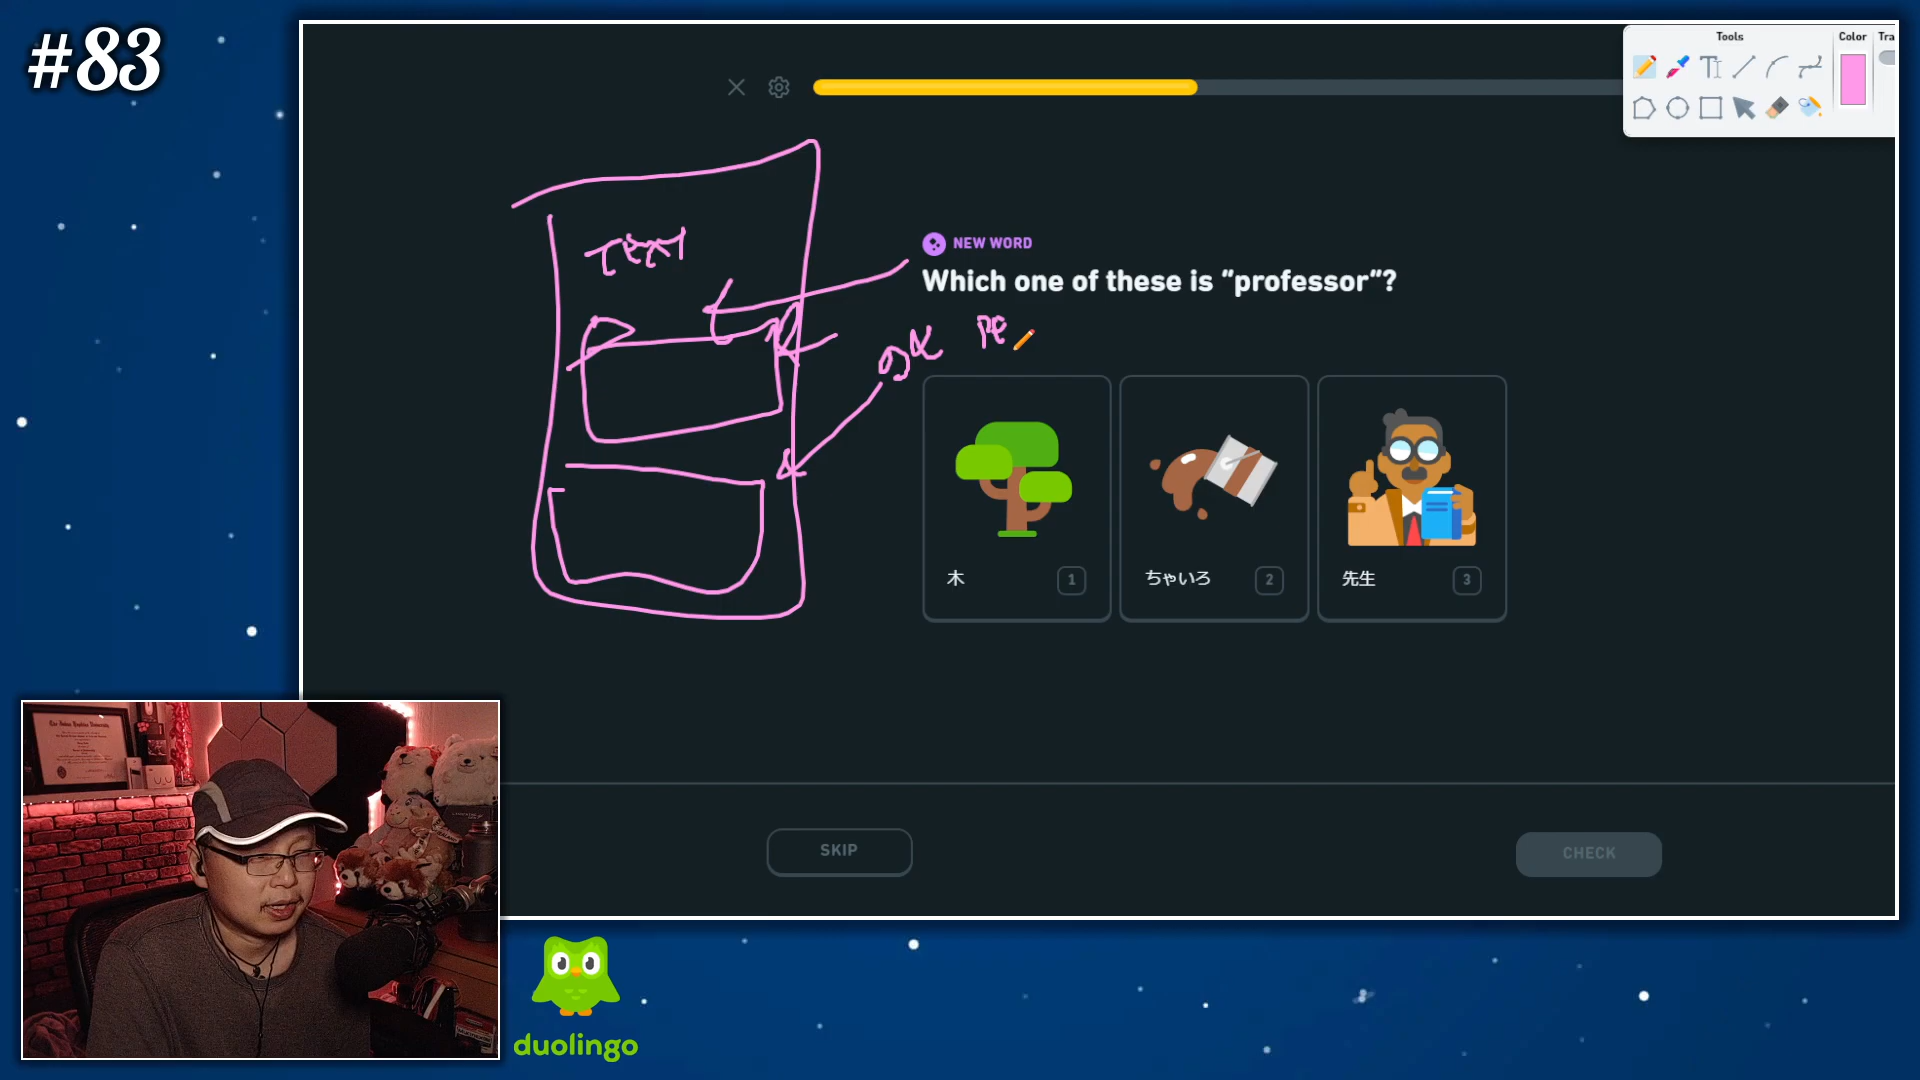 #83
Tools
Color
Tra
TEXT
NEW WORD
Which one of these is “professor”?
木
1
ちゃいろ
2
先生
3
SKIP
CHECK
duolingo